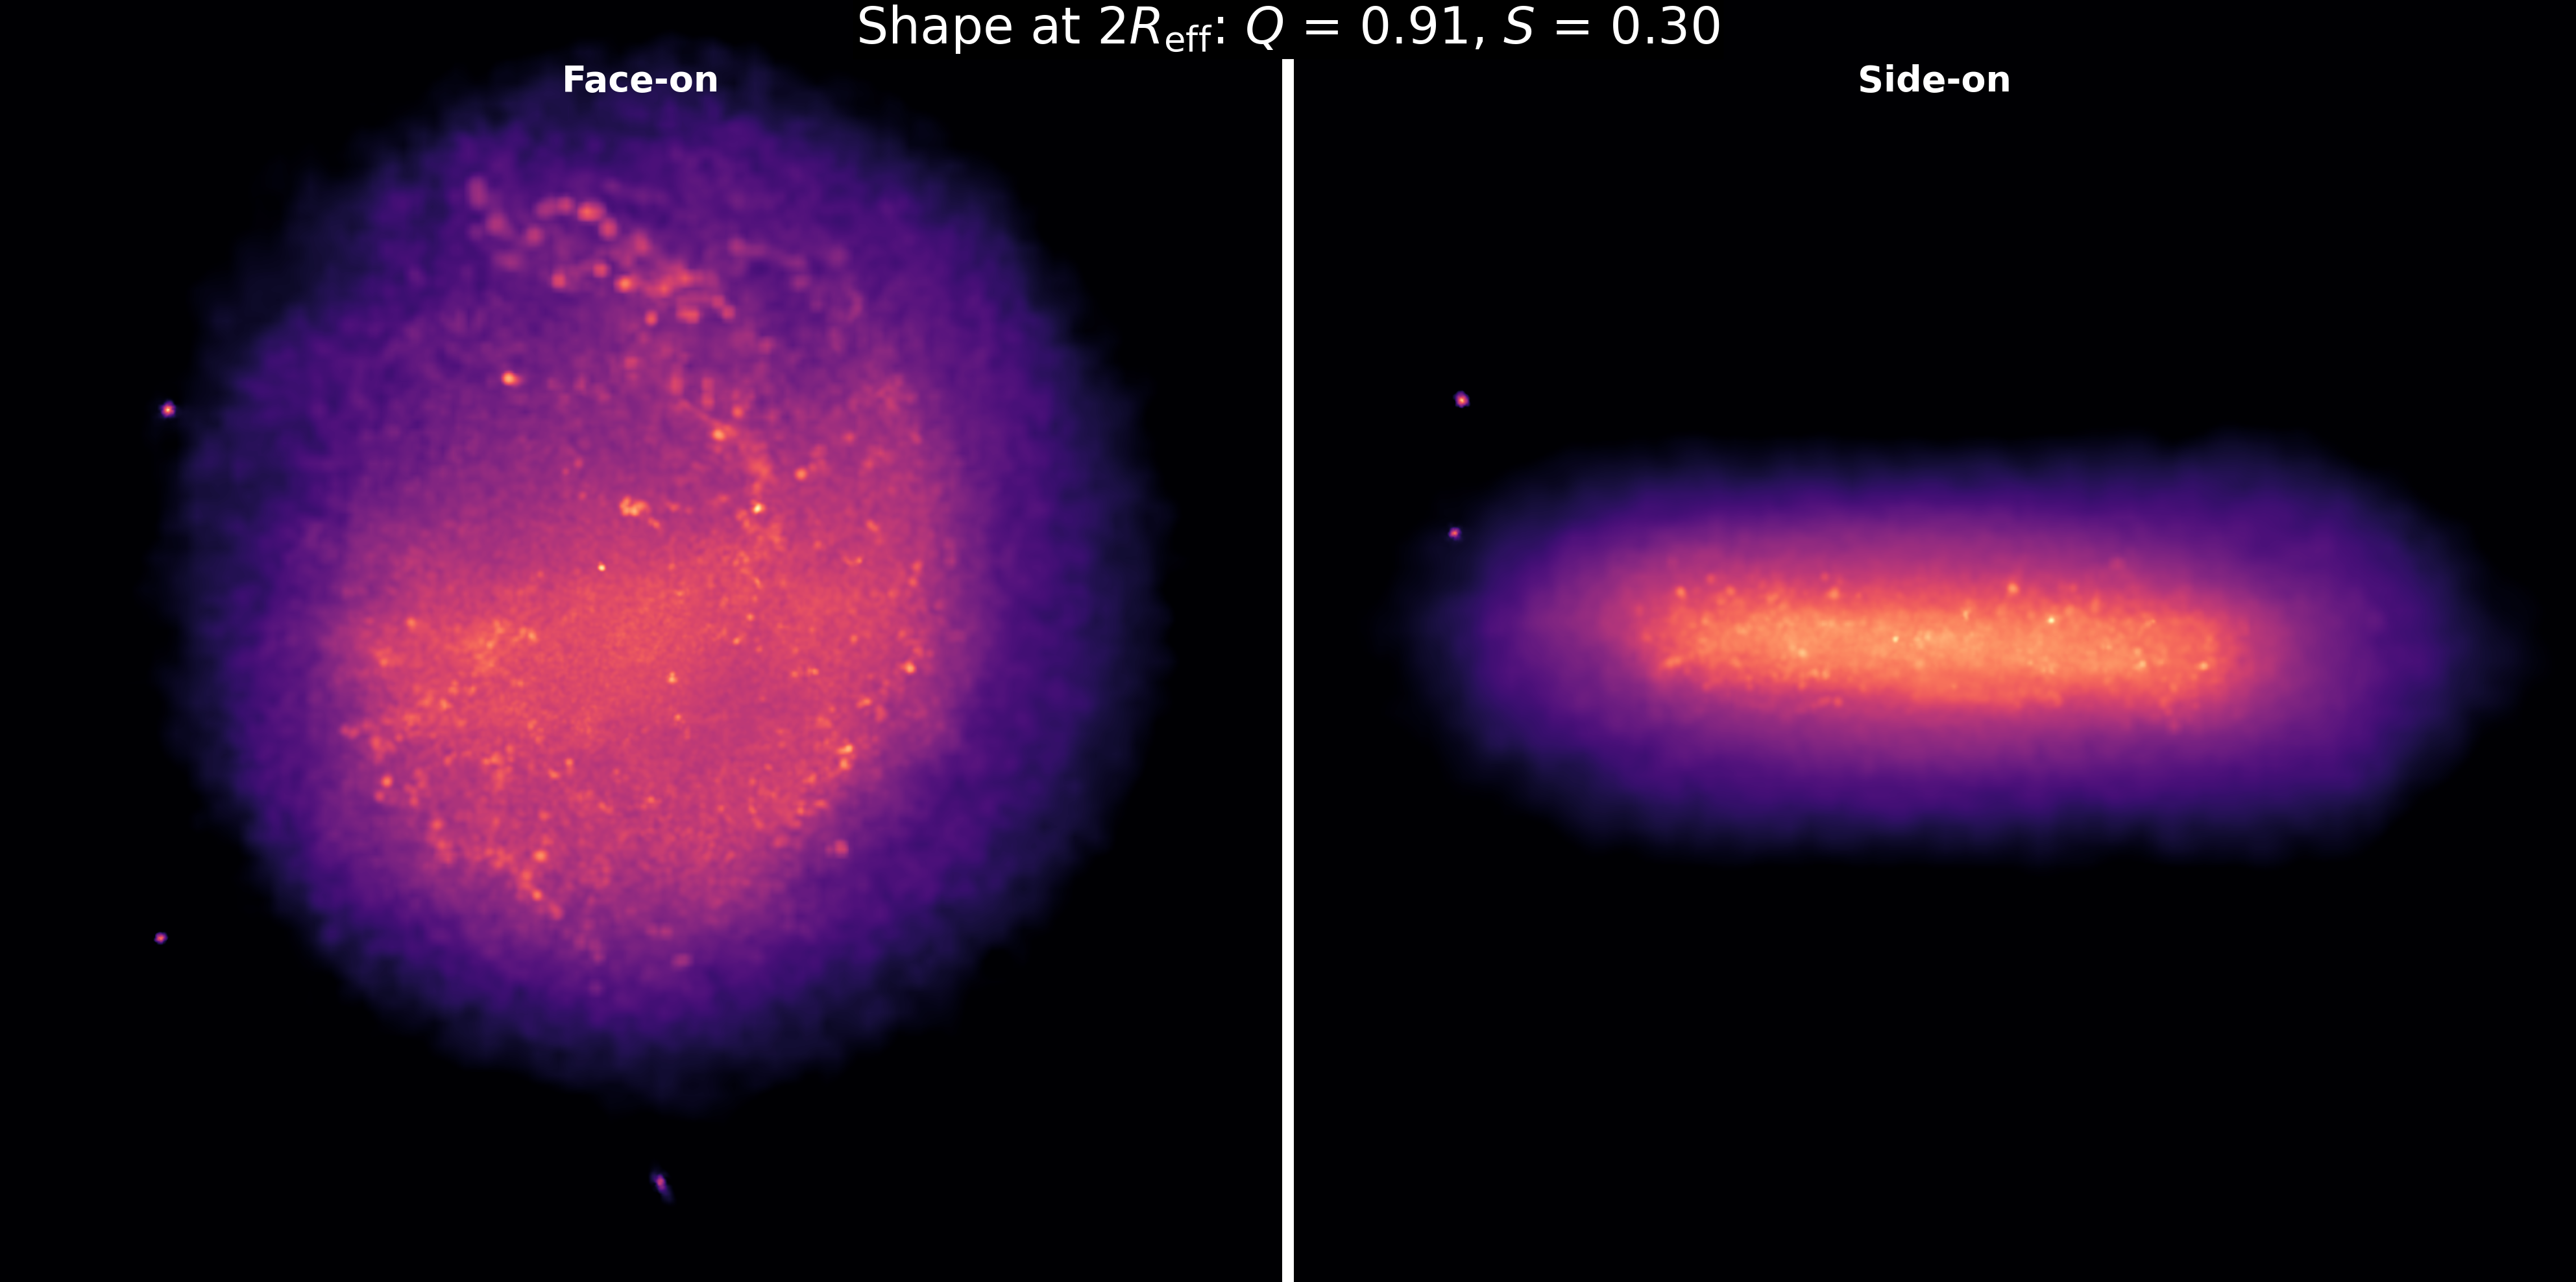 Shape at 2R_eff: Q = 0.91, S = 0.30
Face-on
Side-on